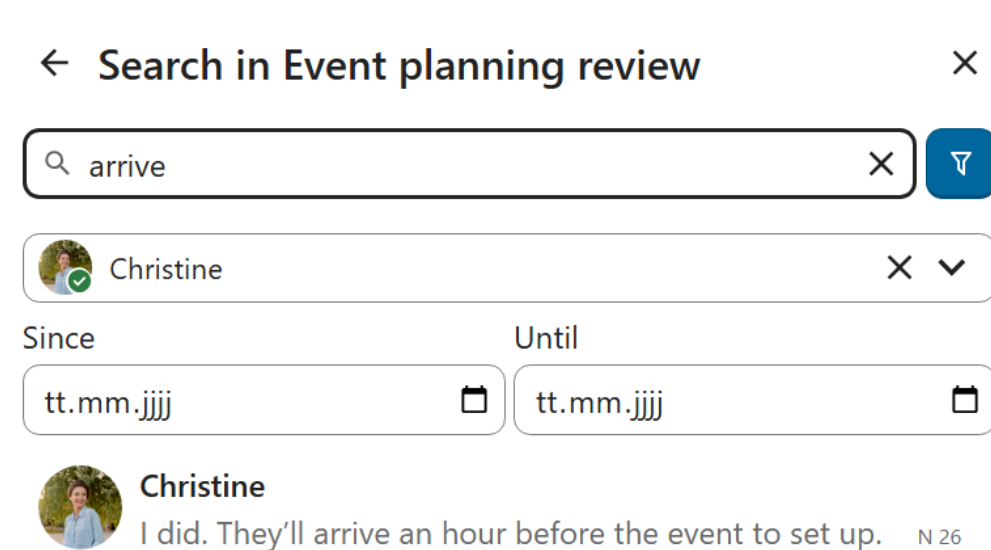 Search in Event planning review
arrive
Christine
Since
Until
tt.mm.jjjj
tt.mm.jjjj
Christine
I did. They’ll arrive an hour before the event to set up.
N 26